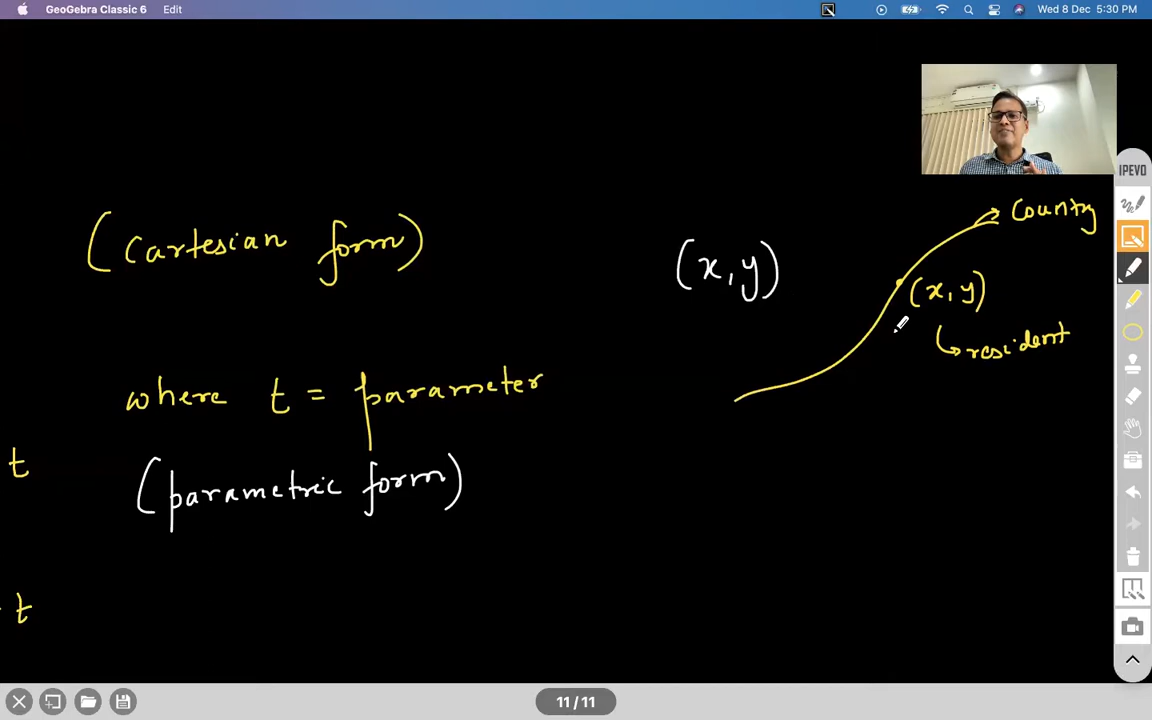 GeoGebra Classic 6 Edit
Wed 8 Dec 5:30 PM
IPEVO
(Cartesian form)
(x, y)
Country
(x, y)
resident
where t = parameter
t
(parametric form)
t
11/11